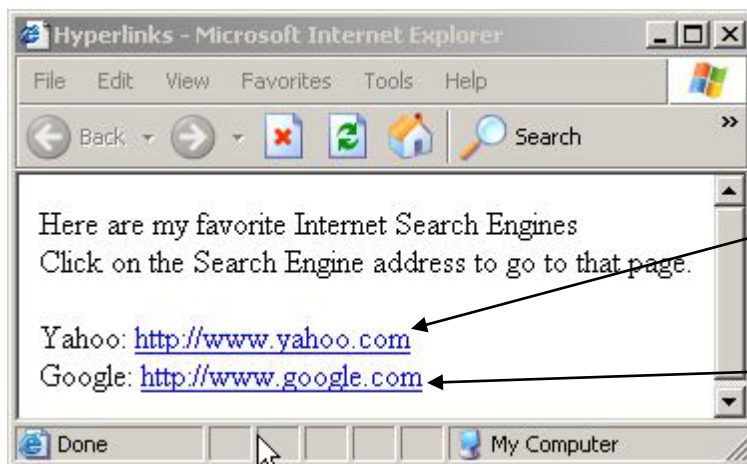 Hyperlinks - Microsoft Internet Explorer
File Edit View Favorites Tools Help
Back Search »
Here are my favorite Internet Search Engines
Click on the Search Engine address to go to that page.
Yahoo: http://www.yahoo.com
Google: http://www.google.com
Done My Computer